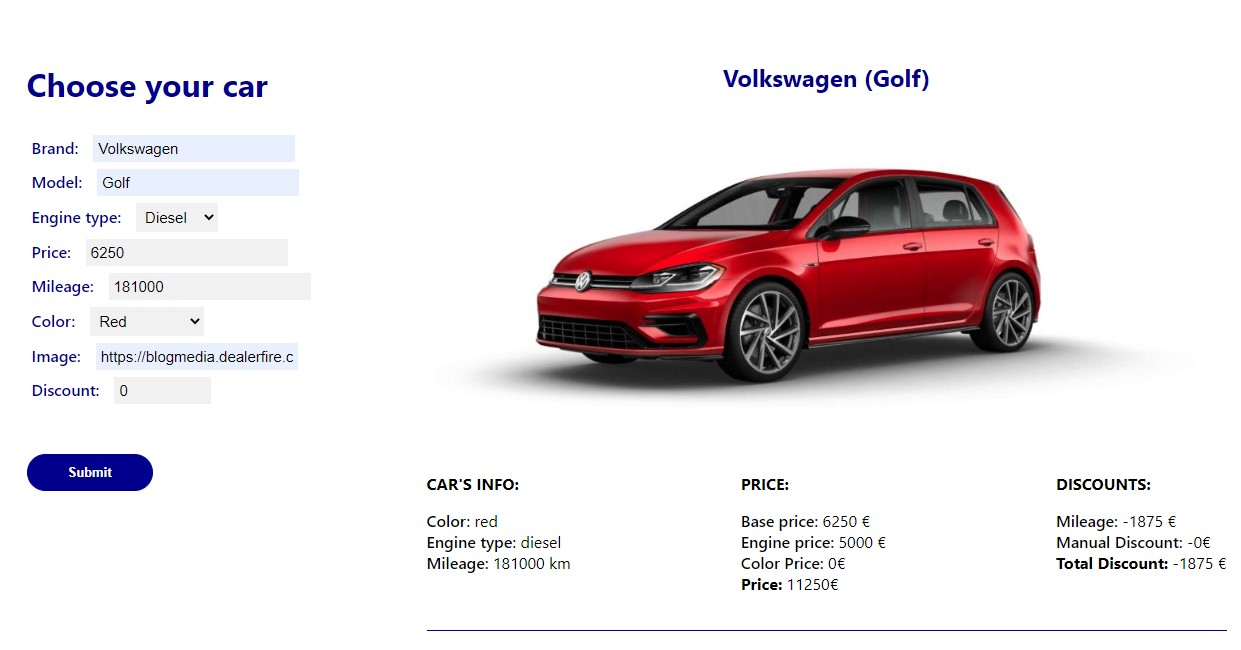 Choose your car
Brand: Volkswagen
Model: Golf
Engine type: Diesel
Price: 6250
Mileage: 181000
Color: Red
Image: https://blogmedia.dealerfire.c
Discount: 0
Submit
Volkswagen (Golf)
CAR'S INFO:
Color: red
Engine type: diesel
Mileage: 181000 km
PRICE:
Base price: 6250 €
Engine price: 5000 €
Color Price: 0€
Price: 11250€
DISCOUNTS:
Mileage: -1875 €
Manual Discount: -0€
Total Discount: -1875 €